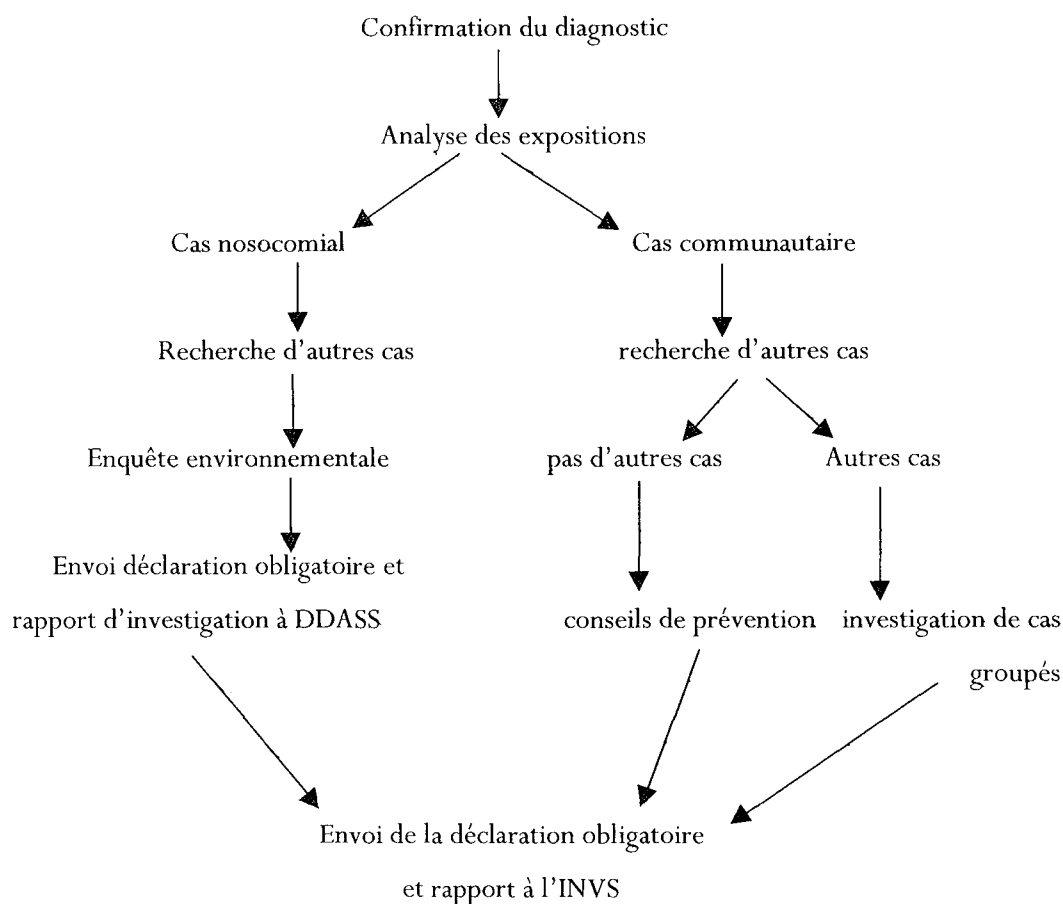 Confirmation du diagnostic
Analyse des expositions
Cas nosocomial
Cas communautaire
Recherche d'autres cas
recherche d'autres cas
Enquête environnementale
pas d'autres cas
Autres cas
Envoi déclaration obligatoire et
rapport d'investigation à DDASS
conseils de prévention
investigation de cas
groupés
Envoi de la déclaration obligatoire
et rapport à l'INVS